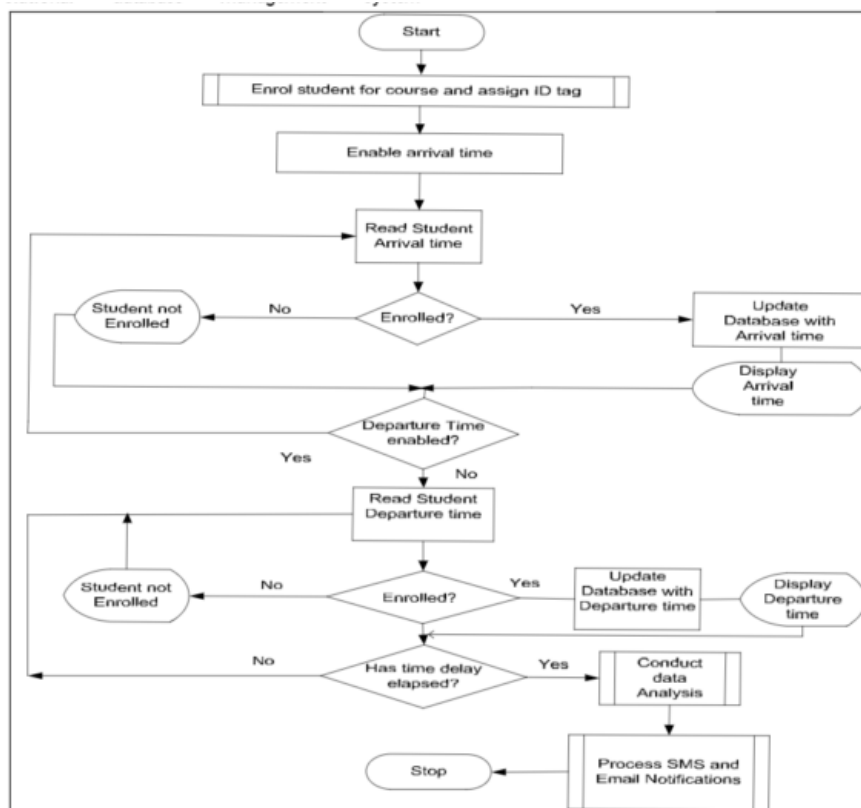 Start
Enrol student for course and assign ID tag
Enable arrival time
Read Student
Arrival time
Student not
Enrolled
No
Enrolled?
Yes
Update
Database with
Arrival time
Display
Arrival
time
Departure Time
enabled?
Yes
No
Read Student
Departure time
Student not
Enrolled
No
Enrolled?
Yes
Update
Database with
Departure time
Display
Departure
time
No
Has time delay
elapsed?
Yes
Conduct
data
Analysis
Stop
Process SMS and
Email Notifications